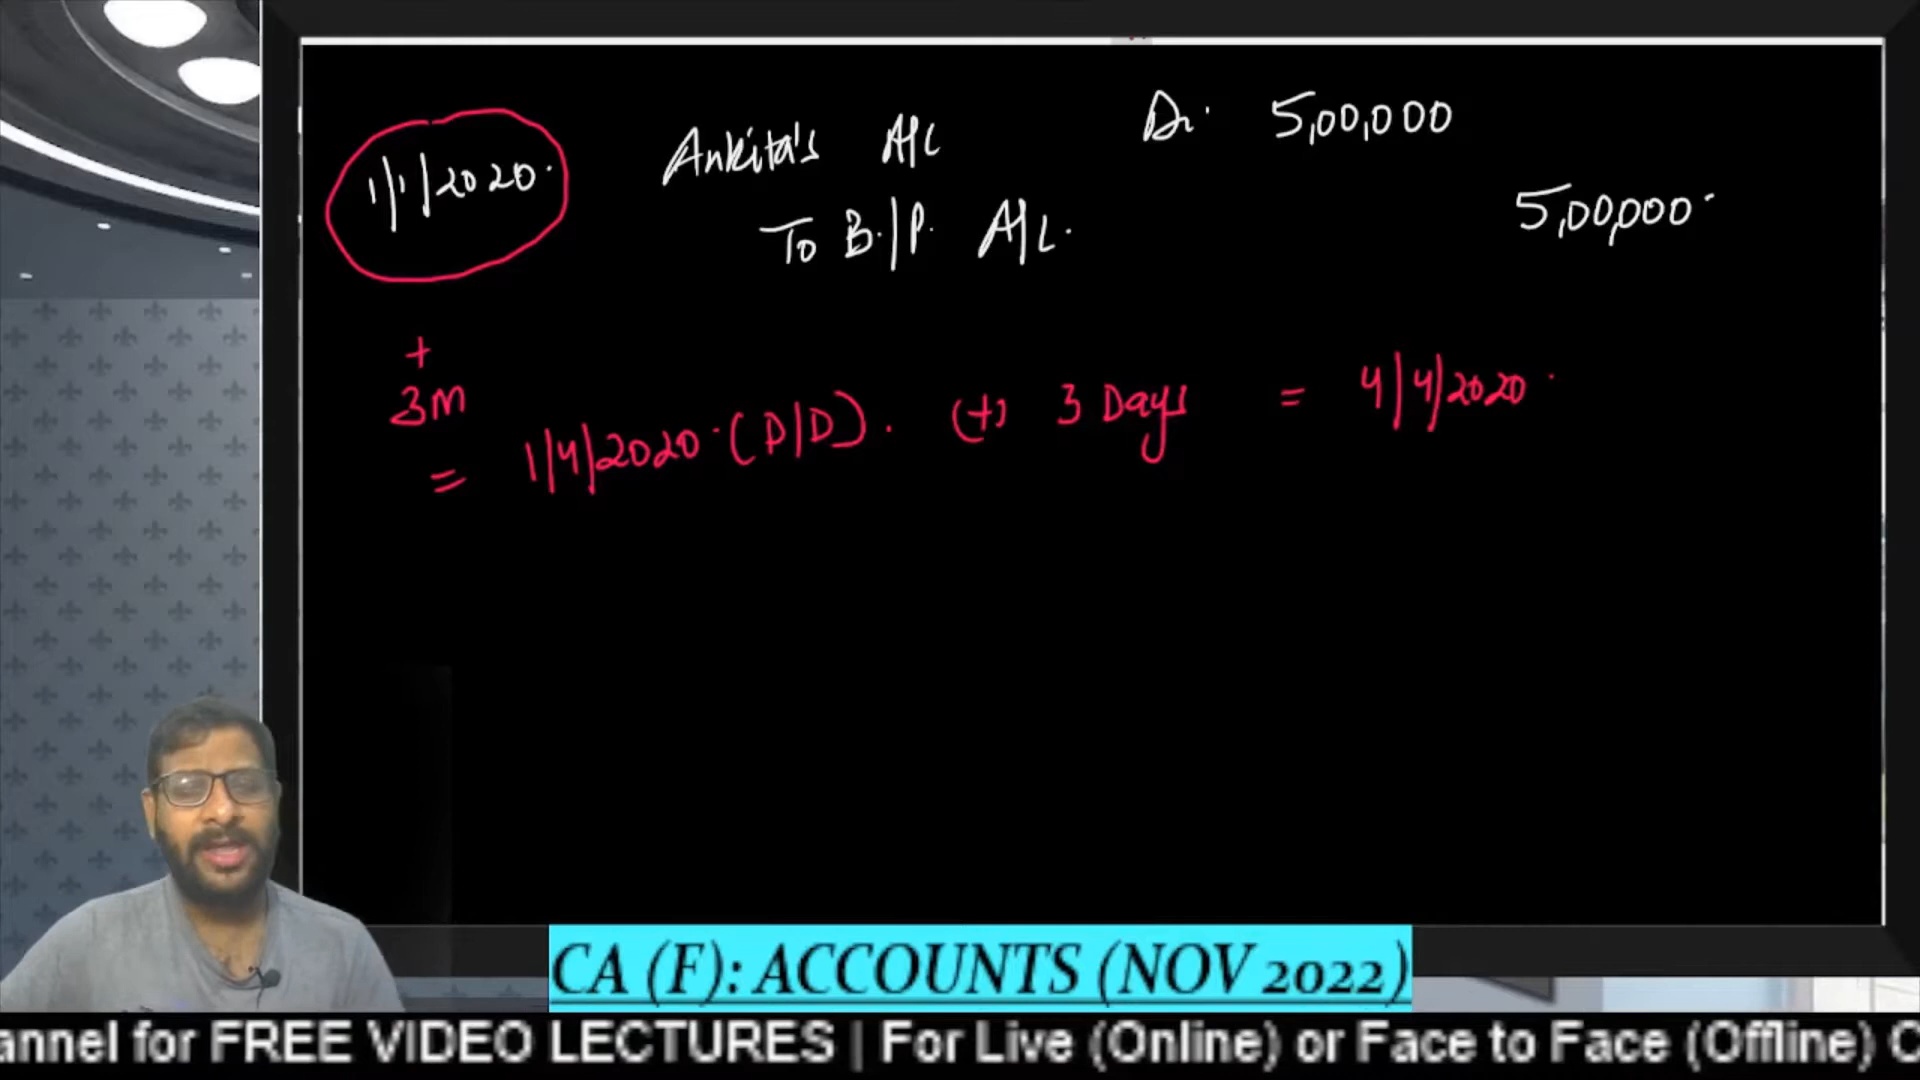 1/1/2020. Ankita's A/C Dr. 5,00,000
To B./P. A/C. 5,00,000.
+
3m
= 1/4/2020. (D/D). (+) 3 Days = 4/4/2020.
CA (F): ACCOUNTS (NOV 2022)
annel for FREE VIDEO LECTURES | For Live (Online) or Face to Face (Offline) C